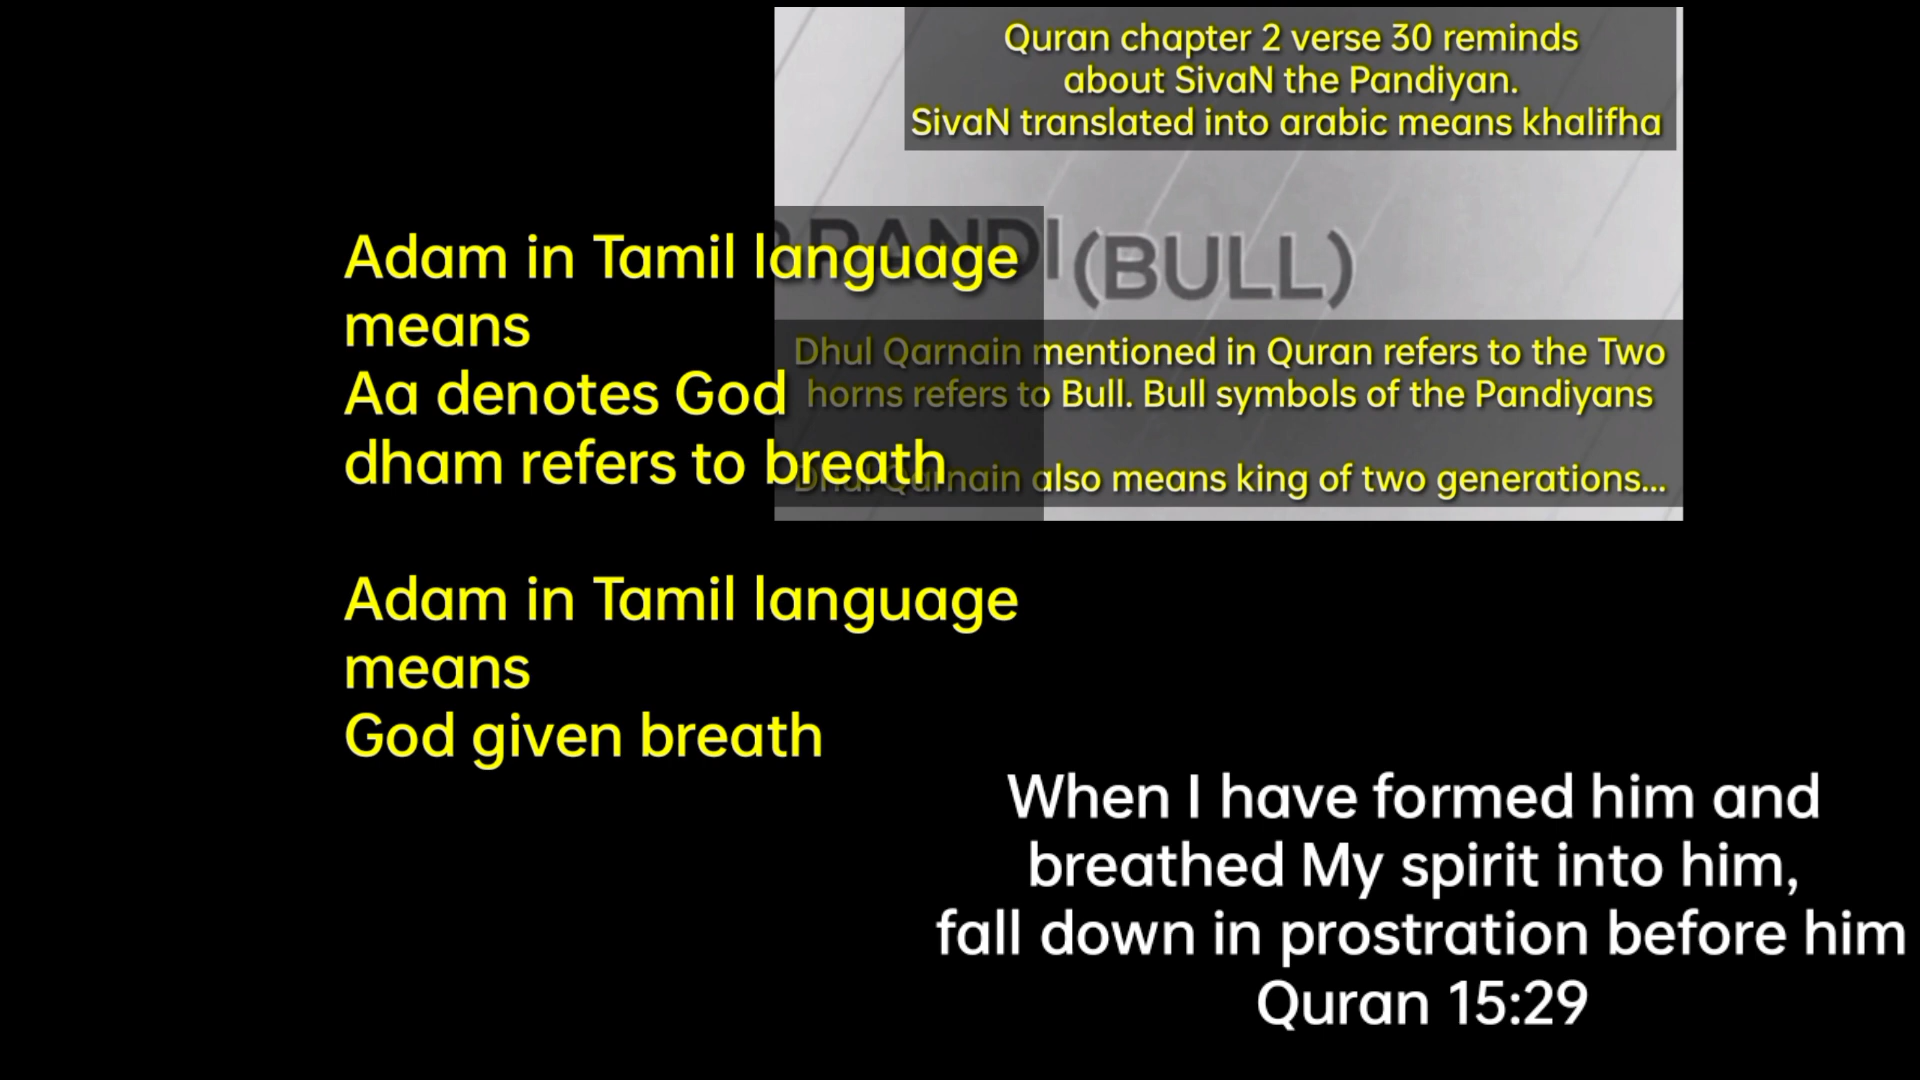 Quran chapter 2 verse 30 reminds
about SivaN the Pandiyan.
SivaN translated into arabic means khalifha
PANDI (BULL)
Dhul Qarnain mentioned in Quran refers to the Two
horns refers to Bull. Bull symbols of the Pandiyans
Dhul Qarnain also means king of two generations...
Adam in Tamil language
means
Aa denotes God
dham refers to breath
Adam in Tamil language
means
God given breath
When I have formed him and
breathed My spirit into him,
fall down in prostration before him
Quran 15:29